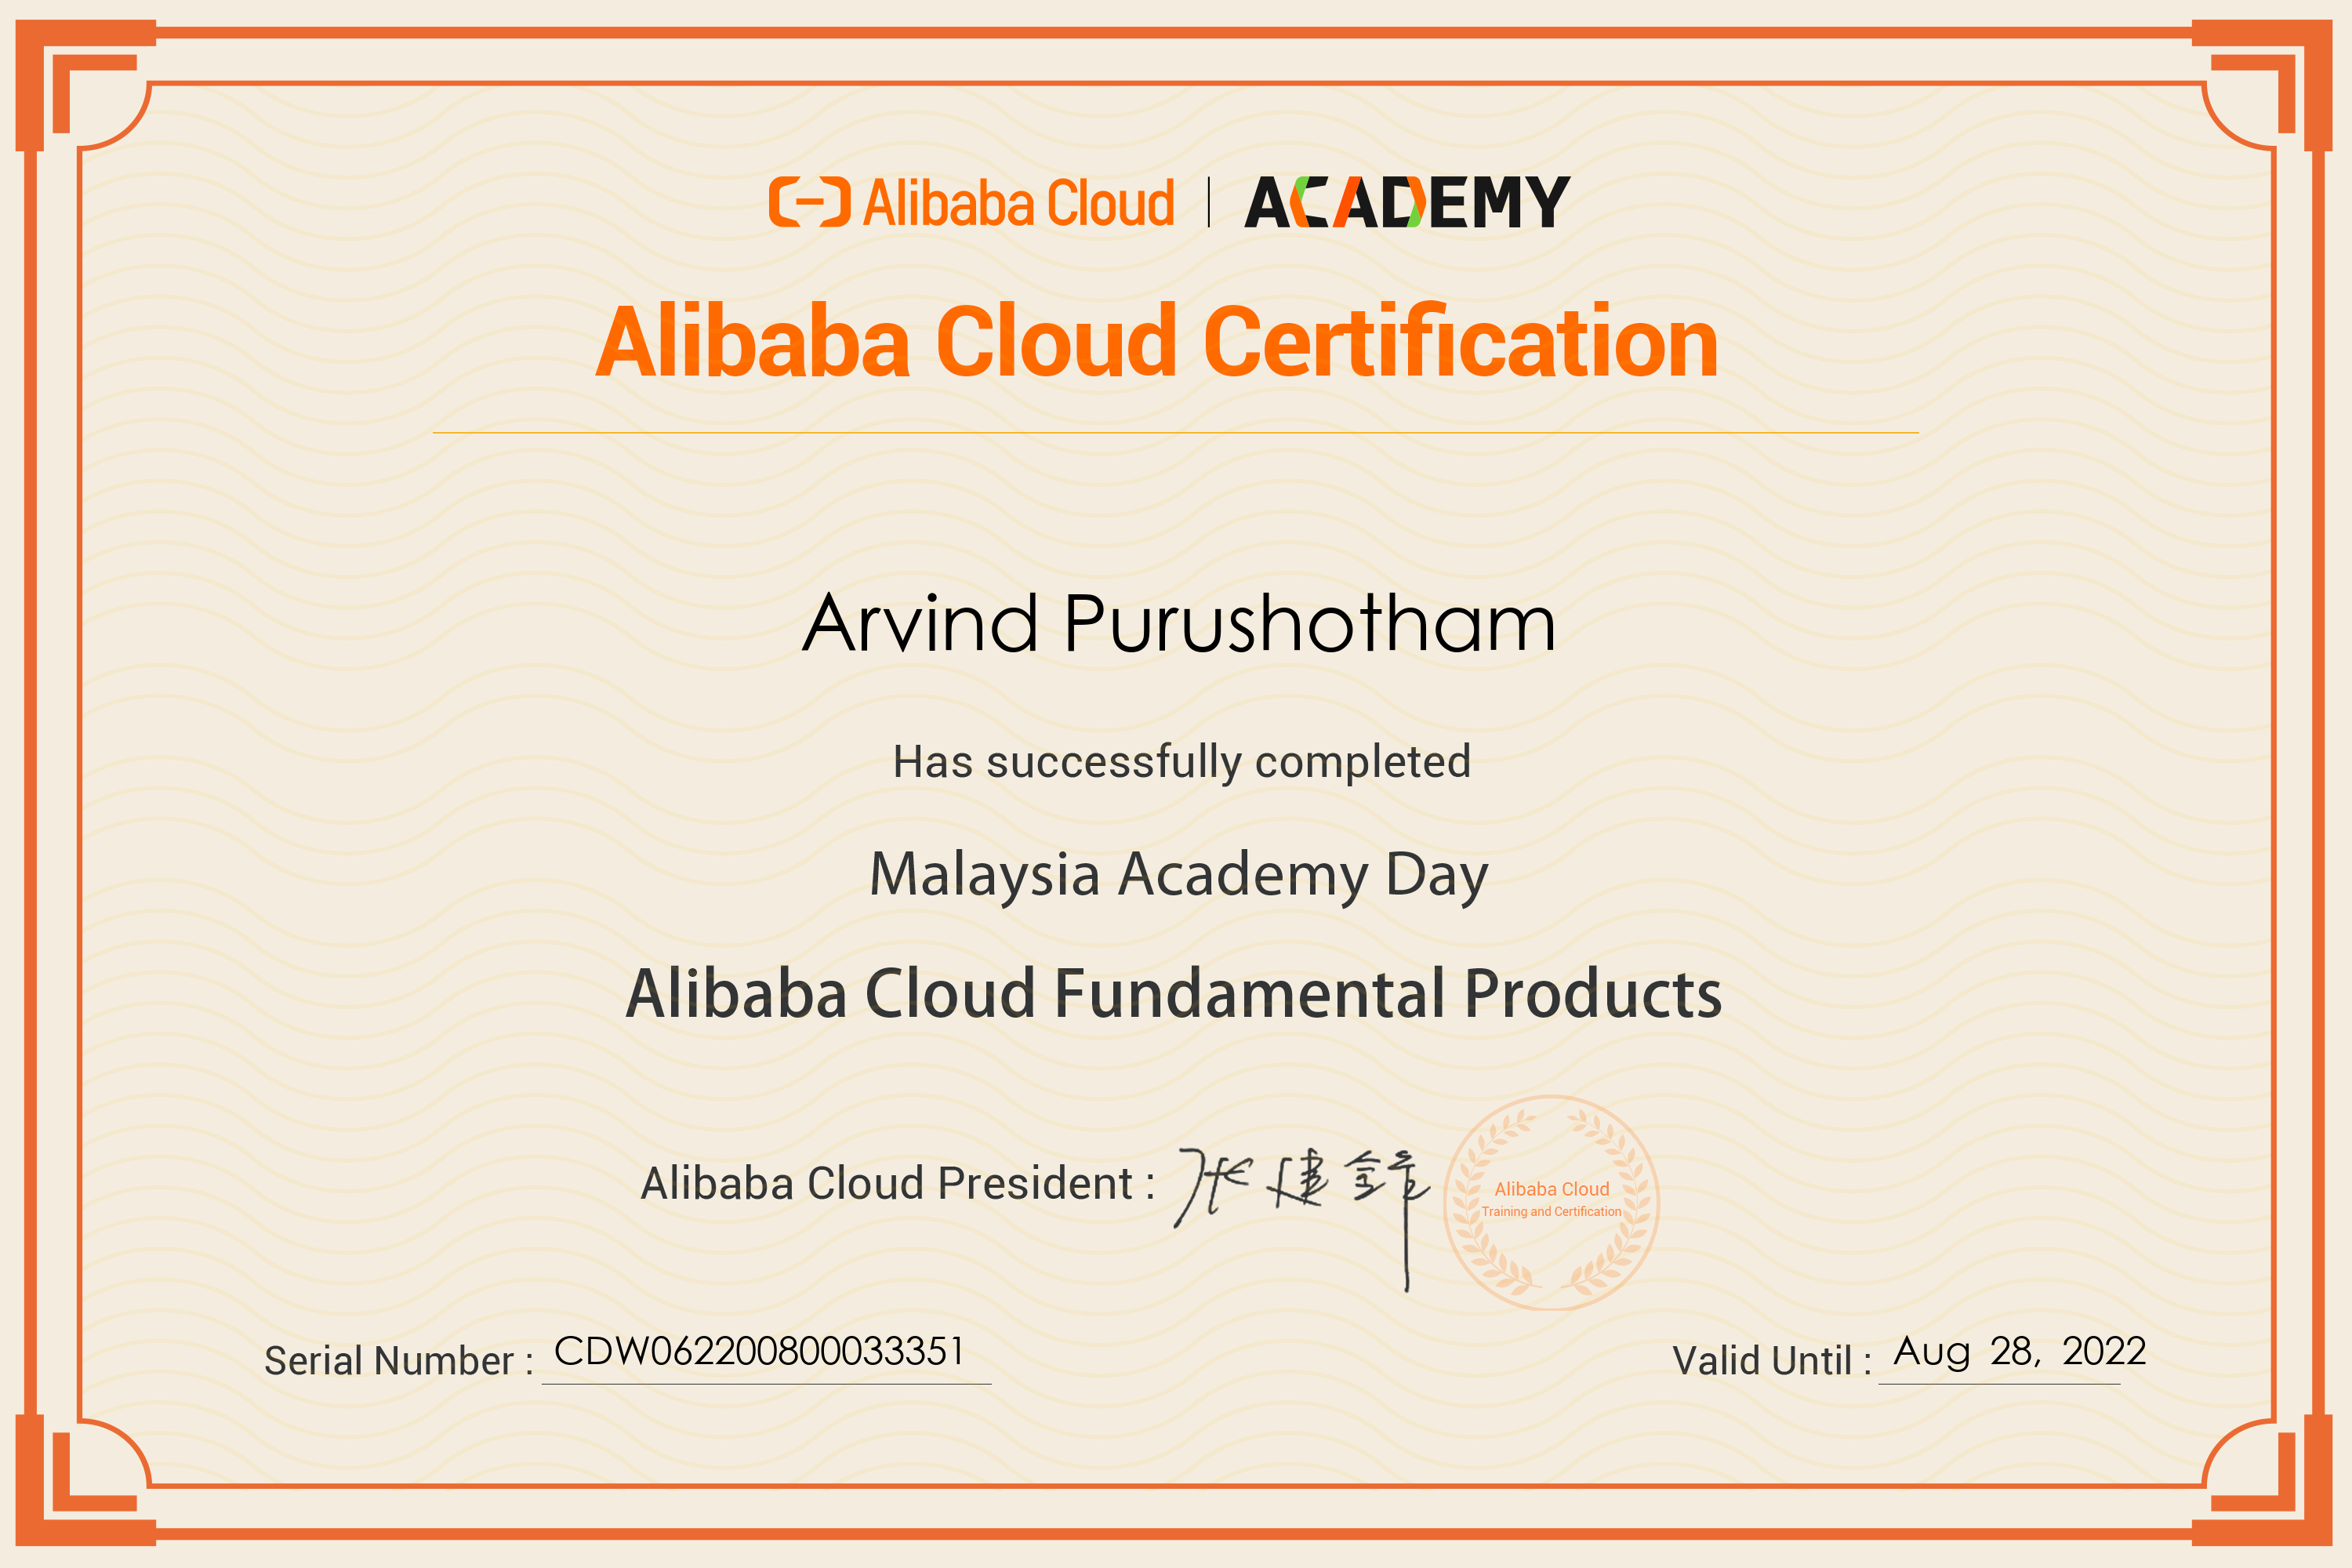 Alibaba Cloud | ACADEMY
Alibaba Cloud Certification
Arvind Purushotham
Has successfully completed
Malaysia Academy Day
Alibaba Cloud Fundamental Products
Alibaba Cloud President : 张建锋
Alibaba Cloud
Training and Certification
Serial Number : CDW062200800033351
Valid Until : Aug 28, 2022